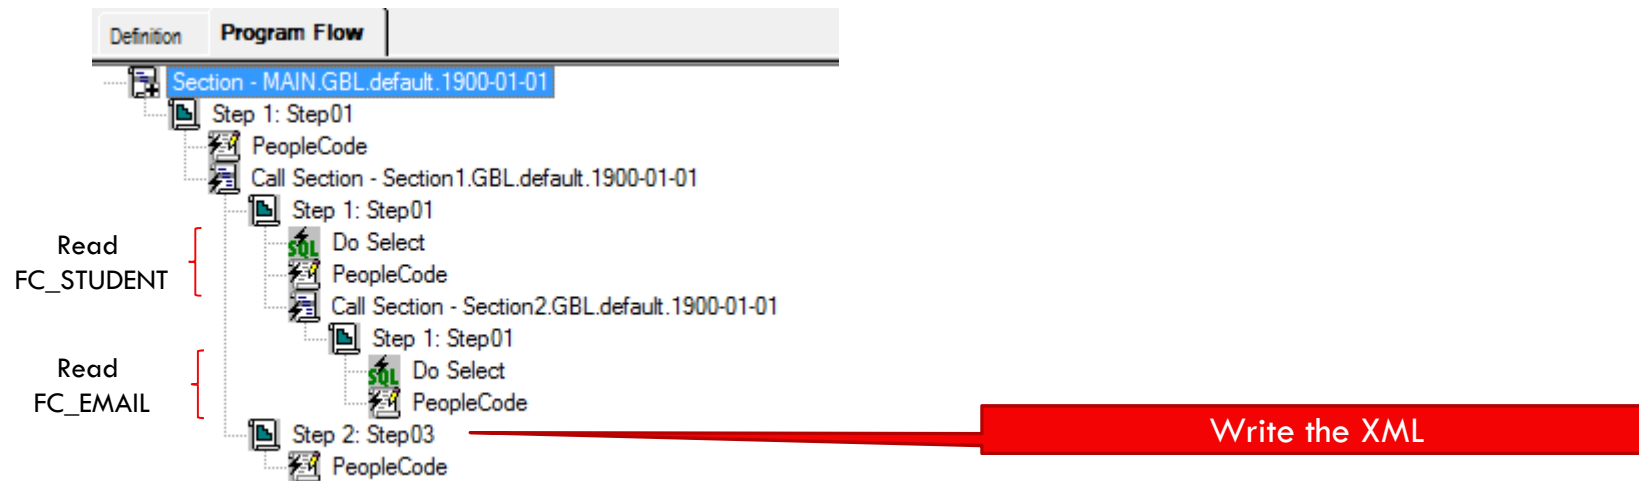 Definition Program Flow
Section - MAIN.GBL.default.1900-01-01
Step 1: Step01
PeopleCode
Call Section - Section1.GBL.default.1900-01-01
Step 1: Step01
Read
FC_STUDENT
SQL Do Select
PeopleCode
Call Section - Section2.GBL.default.1900-01-01
Step 1: Step01
Read
FC_EMAIL
SQL Do Select
PeopleCode
Step 2: Step03
Write the XML
PeopleCode